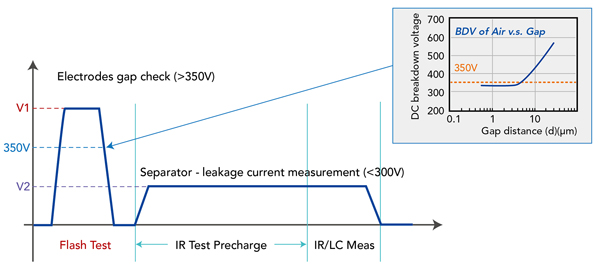 Electrodes gap check (>350V)
V1
350V
V2
Separator - leakage current measurement (<300V)
Flash Test
IR Test Precharge
IR/LC Meas
DC breakdown voltage
700
600
500
400
300
200
BDV of Air v.s. Gap
350V
0.1
1
10
100
Gap distance (d)(μm)